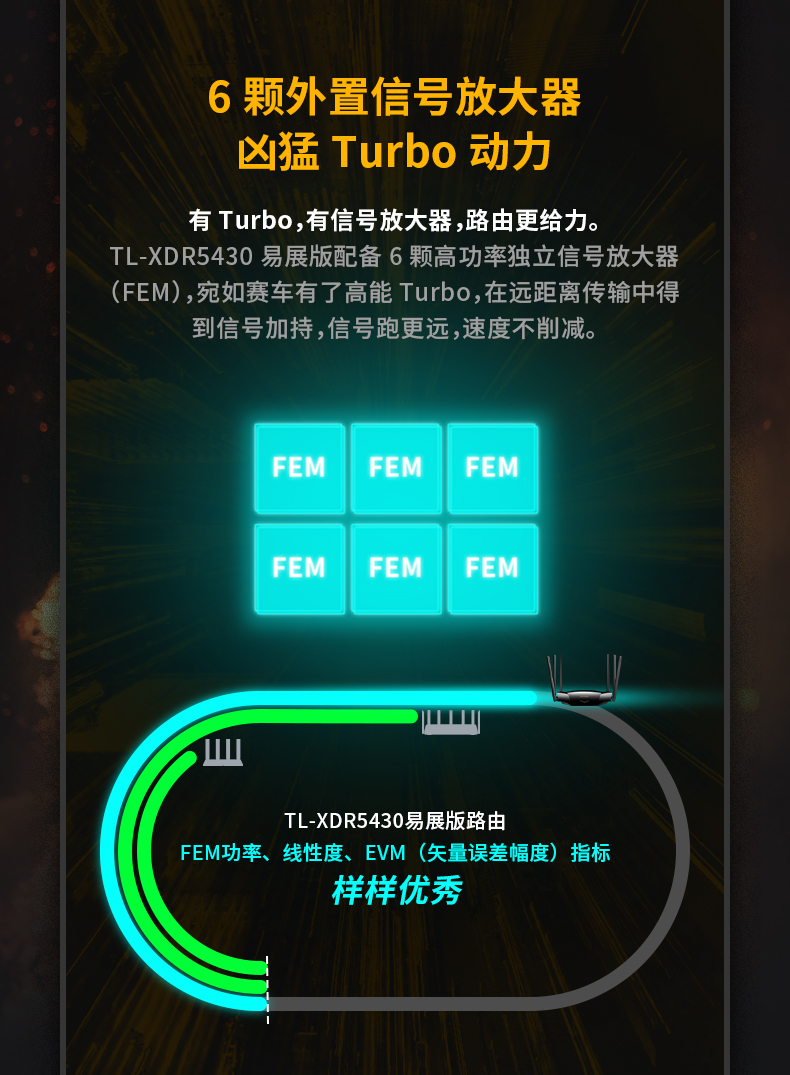 6 颗外置信号放大器
凶猛 Turbo 动力
有 Turbo，有信号放大器，路由更给力。
TL-XDR5430 易展版配备 6 颗高功率独立信号放大器
（FEM），宛如赛车有了高能 Turbo，在远距离传输中得
到信号加持，信号跑更远，速度不削减。
FEM FEM FEM
FEM FEM FEM
TL-XDR5430易展版路由
FEM功率、线性度、EVM（矢量误差幅度）指标
样样优秀